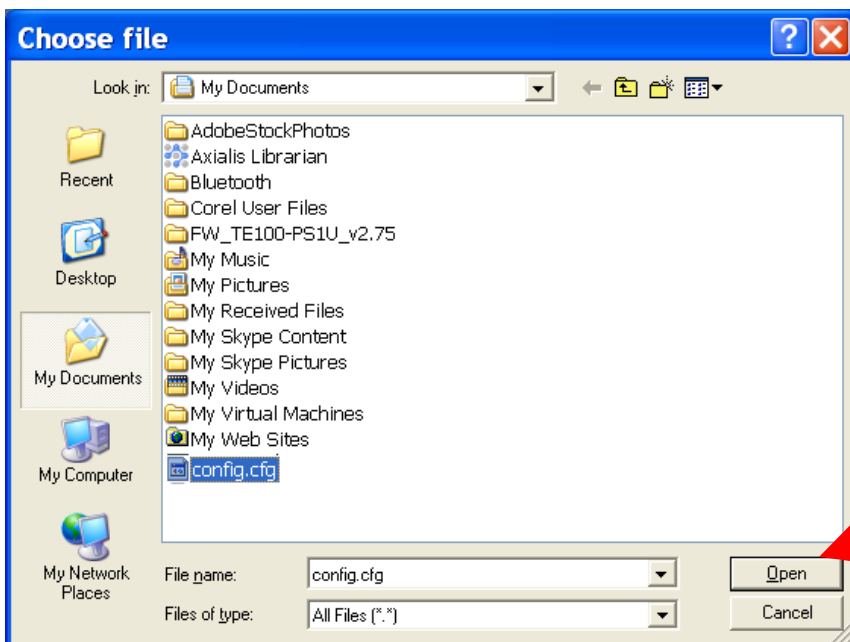 Choose file
Look in: My Documents
AdobeStockPhotos
Axialis Librarian
Bluetooth
Corel User Files
FW_TE100-PS1U_v2.75
My Music
My Pictures
My Received Files
My Skype Content
My Skype Pictures
My Videos
My Virtual Machines
My Web Sites
config.cfg
Recent
Desktop
My Documents
My Computer
My Network
Places
File name: config.cfg Open
Files of type: All Files (*.*) Cancel